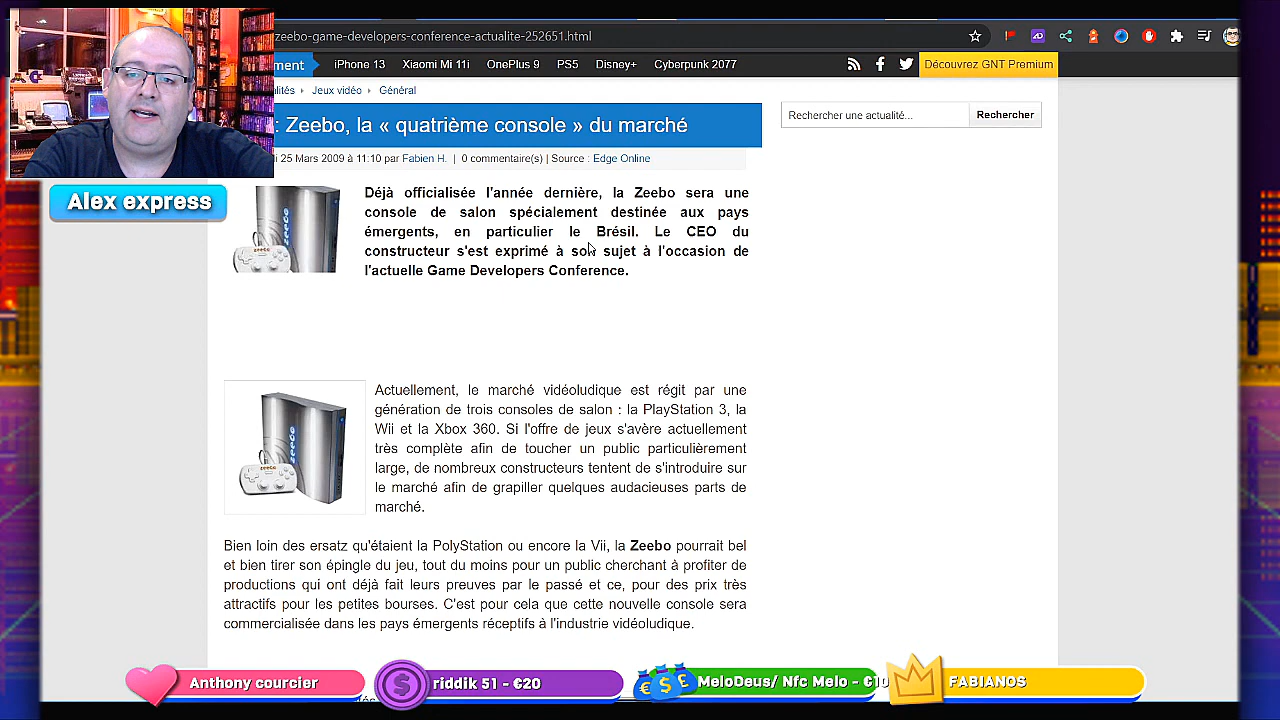 zeebo-game-developers-conference-actualite-252651.html
ment iPhone 13 Xiaomi Mi 11i OnePlus 9 PS5 Disney+ Cyberpunk 2077 Découvrez GNT Premium
alités > Jeux vidéo > Général
: Zeebo, la « quatrième console » du marché
Rechercher une actualité... Rechercher
i 25 Mars 2009 à 11:10 par Fabien H. | 0 commentaire(s) | Source : Edge Online
Alex express
Déjà officialisée l'année dernière, la Zeebo sera une
console de salon spécialement destinée aux pays
émergents, en particulier le Brésil. Le CEO du
constructeur s'est exprimé à son sujet à l'occasion de
l'actuelle Game Developers Conference.
zeebo
zeebo
Actuellement, le marché vidéoludique est régit par une
génération de trois consoles de salon : la PlayStation 3, la
Wii et la Xbox 360. Si l'offre de jeux s'avère actuellement
très complète afin de toucher un public particulièrement
large, de nombreux constructeurs tentent de s'introduire sur
le marché afin de grapiller quelques audacieuses parts de
marché.
zeebo
zeebo
Bien loin des ersatz qu'étaient la PolyStation ou encore la Vii, la Zeebo pourrait bel
et bien tirer son épingle du jeu, tout du moins pour un public cherchant à profiter de
productions qui ont déjà fait leurs preuves par le passé et ce, pour des prix très
attractifs pour les petites bourses. C'est pour cela que cette nouvelle console sera
commercialisée dans les pays émergents réceptifs à l'industrie vidéoludique.
Anthony courcier riddik 51 - €20 MeloDeus/ Nfc Melo - €10 FABIANOS